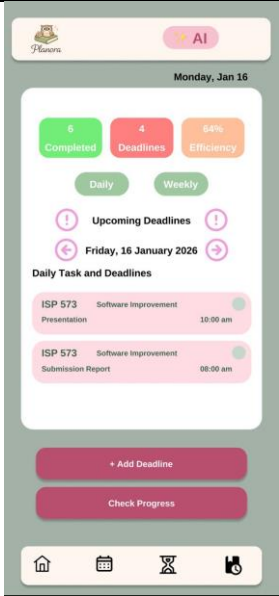 Planora
✨ AI
Monday, Jan 16
6 4 64%
Completed Deadlines Efficiency
Daily Weekly
! Upcoming Deadlines !
Friday, 16 January 2026
Daily Task and Deadlines
ISP 573 Software Improvement
Presentation 10:00 am
ISP 573 Software Improvement
Submission Report 08:00 am
+ Add Deadline
Check Progress